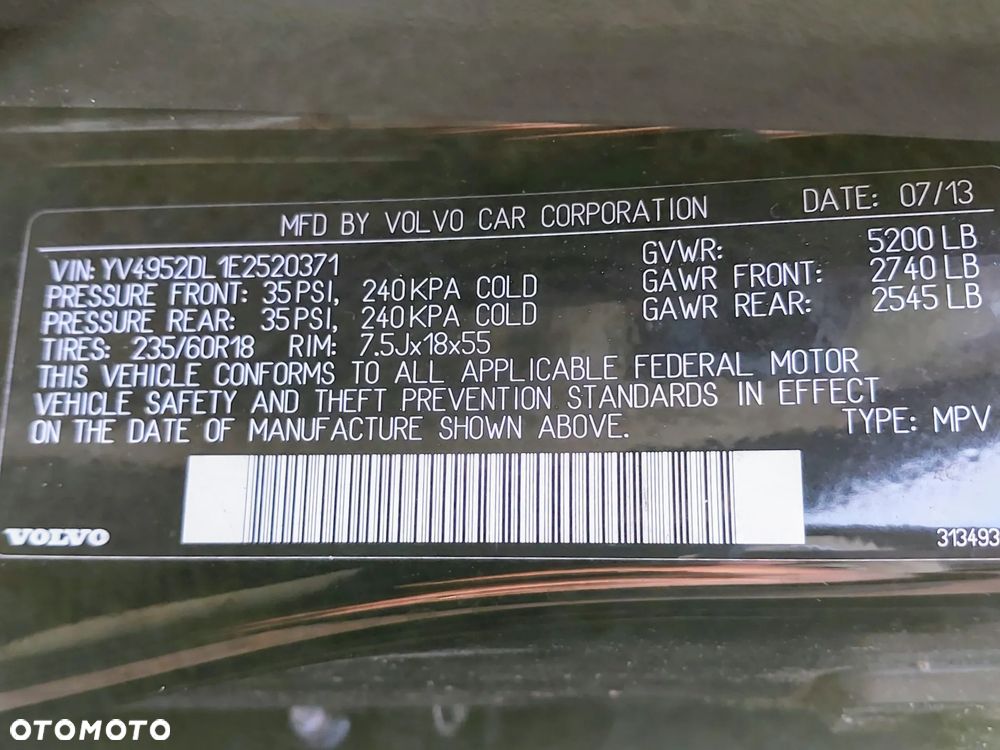 MFD BY VOLVO CAR CORPORATION DATE: 07/13
VIN: YV4952DL1E2520371 GVWR: 5200 LB
PRESSURE FRONT: 35 PSI, 240 KPA COLD GAWR FRONT: 2740 LB
PRESSURE REAR: 35 PSI, 240 KPA COLD GAWR REAR: 2545 LB
TIRES: 235/60R18 RIM: 7.5Jx18x55
THIS VEHICLE CONFORMS TO ALL APPLICABLE FEDERAL MOTOR
VEHICLE SAFETY AND THEFT PREVENTION STANDARDS IN EFFECT
ON THE DATE OF MANUFACTURE SHOWN ABOVE. TYPE: MPV
VOLVO 313493
OTOMOTO